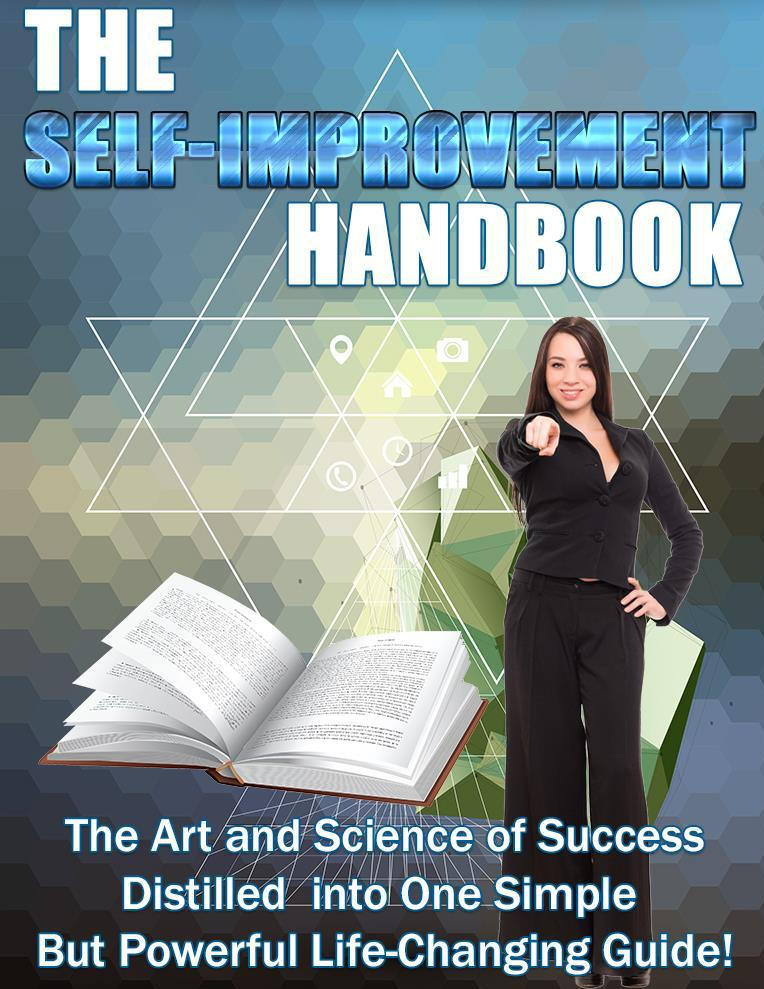 THE
SELF-IMPROVEMENT
HANDBOOK
The Art and Science of Success
Distilled into One Simple
But Powerful Life-Changing Guide!